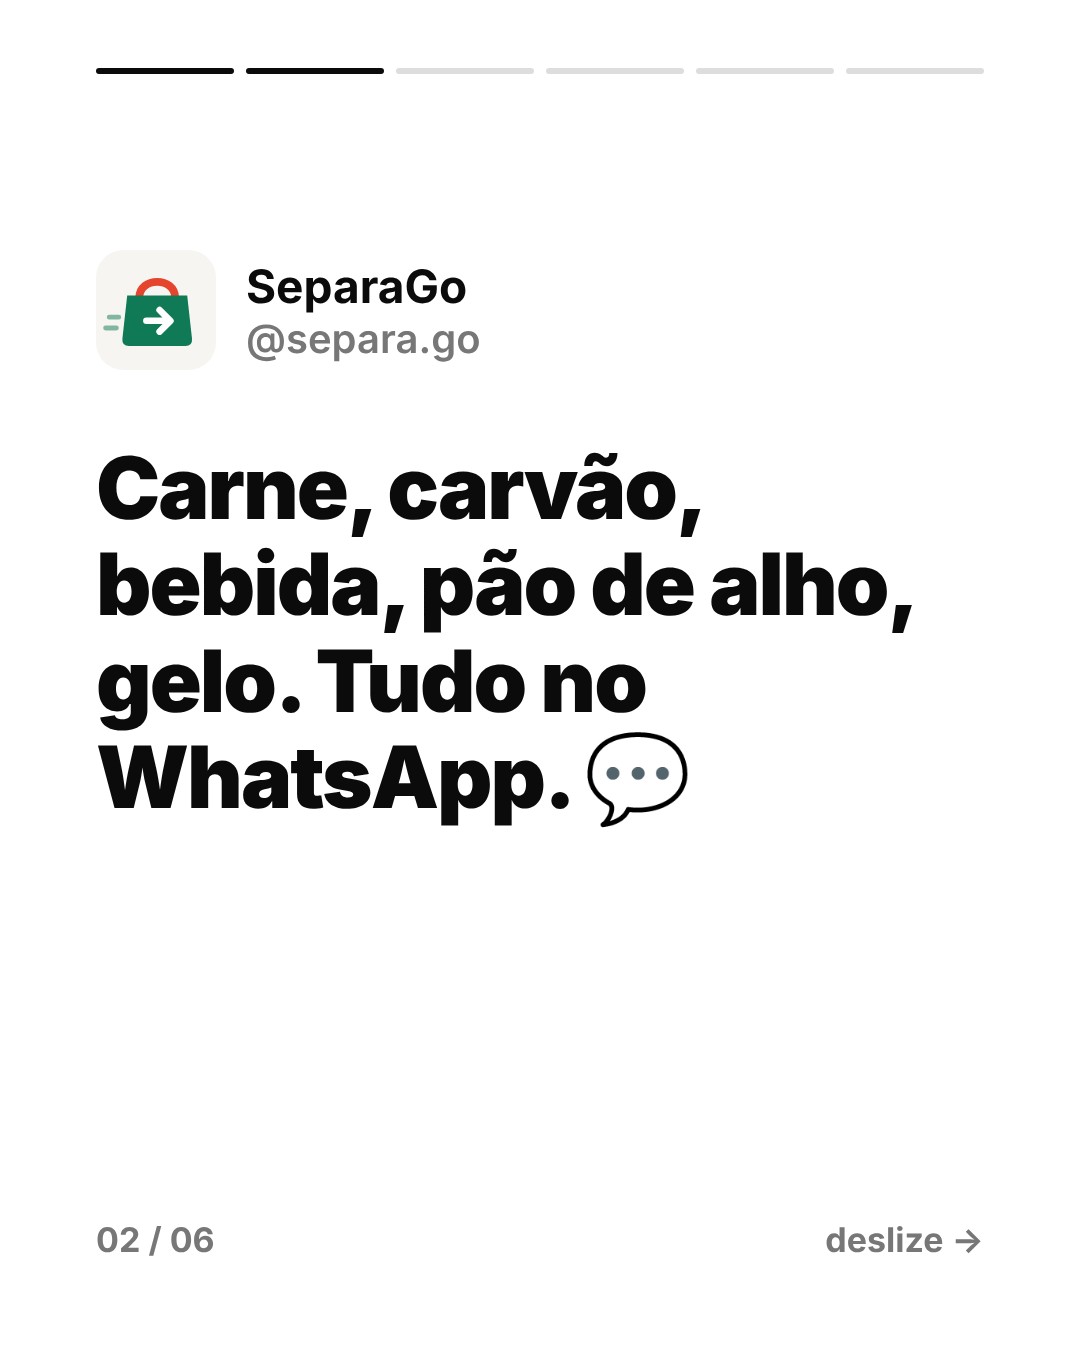 SeparaGo
@separa.go
Carne, carvão,
bebida, pão de alho,
gelo. Tudo no
WhatsApp. 💬
02 / 06
deslize →